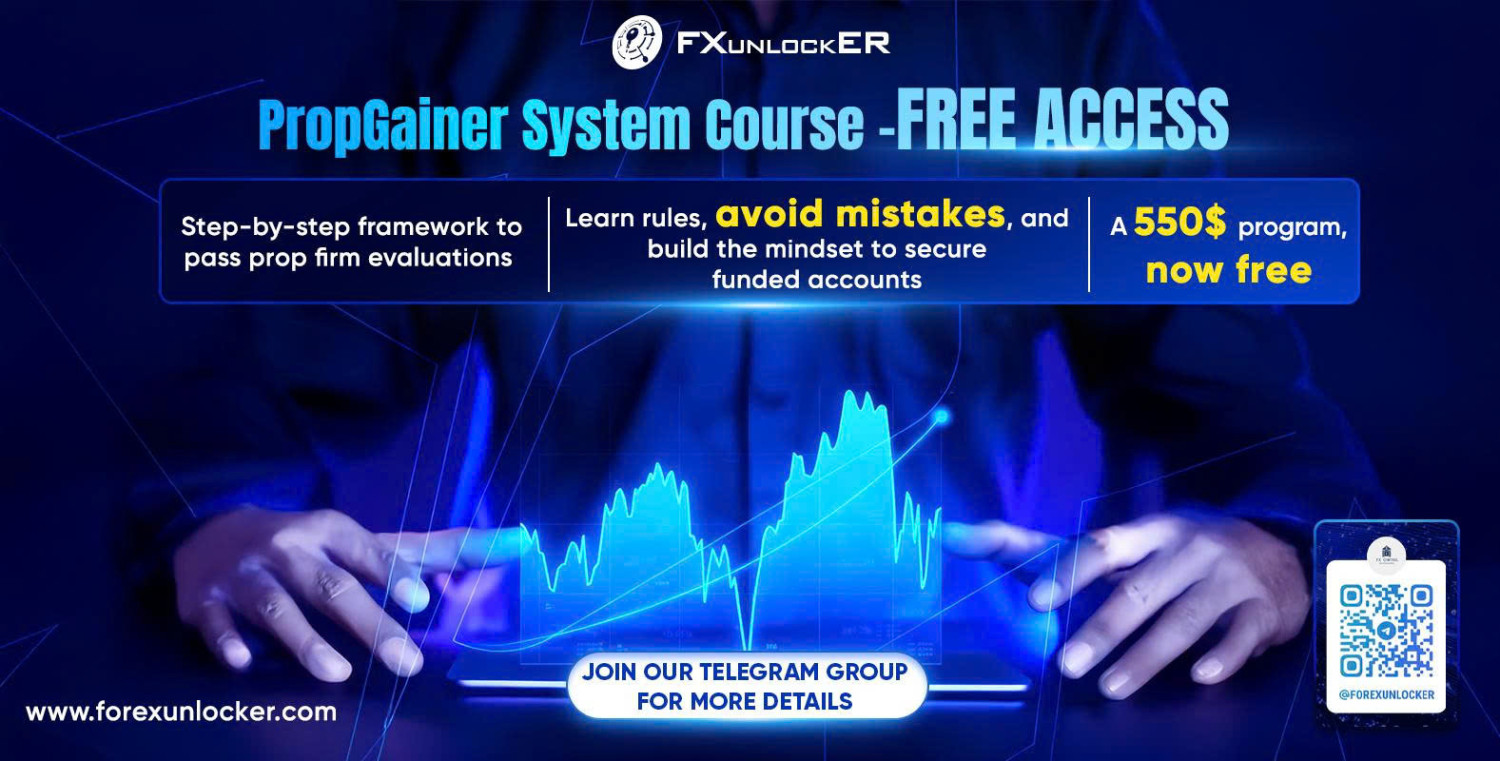 FXUNLOCKER
PropGainer System Course -FREE ACCESS
Step-by-step framework to
pass prop firm evaluations
Learn rules, avoid mistakes, and
build the mindset to secure
funded accounts
A 550$ program,
now free
JOIN OUR TELEGRAM GROUP
FOR MORE DETAILS
www.forexunlocker.com
@FOREXUNLOCKER